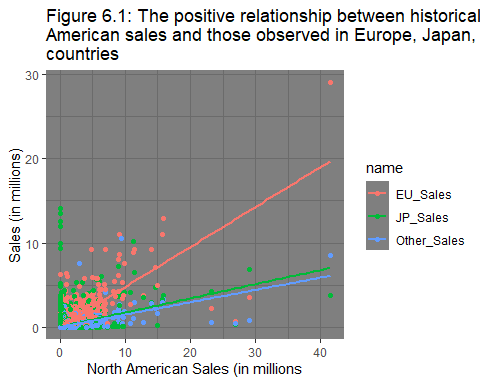 Figure 6.1: The positive relationship between historical
American sales and those observed in Europe, Japan,
countries
30
20
10
0
Sales (in millions)
0
10
20
30
40
North American Sales (in millions
name
EU_Sales
JP_Sales
Other_Sales